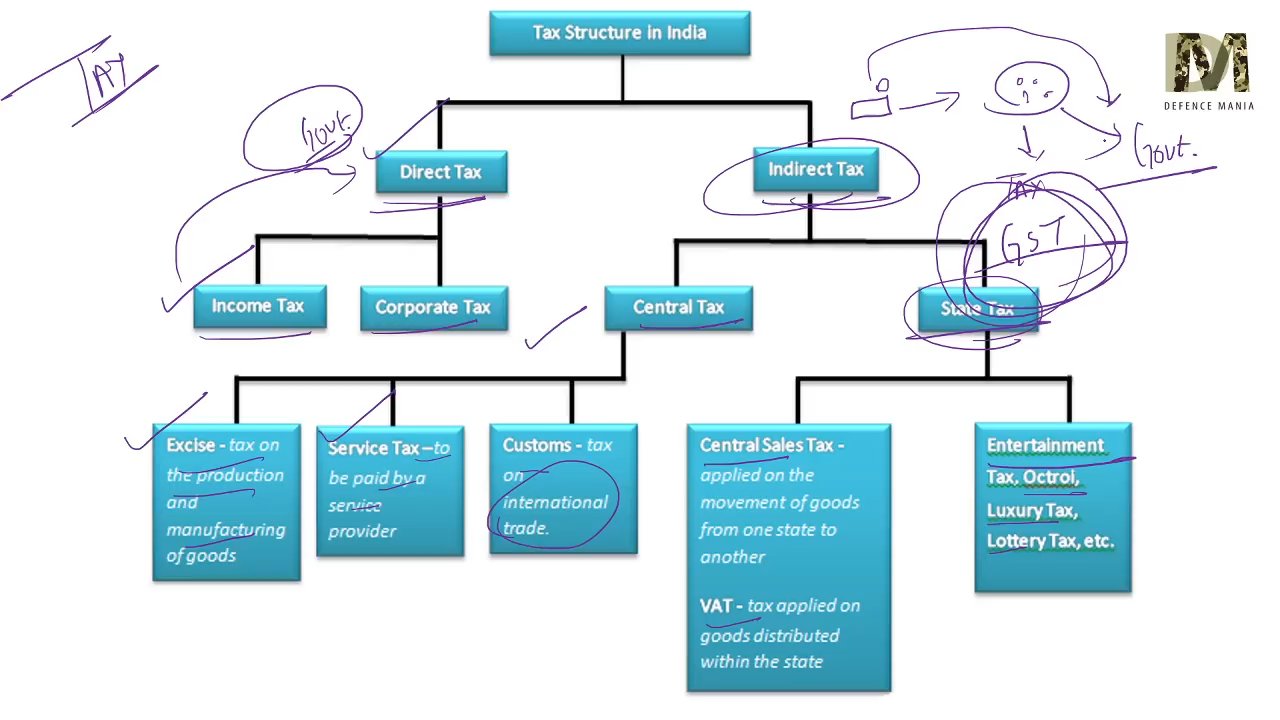 Tax Structure in India
DEFENCE MANIA
TAX
Govt.
Govt.
Direct Tax
Indirect Tax
TAX
GST
Income Tax
Corporate Tax
Central Tax
State Tax
Excise - tax on
the production
and
manufacturing
of goods
Service Tax –to
be paid by a
service
provider
Customs - tax
on
international
trade.
Central Sales Tax -
applied on the
movement of goods
from one state to
another
VAT - tax applied on
goods distributed
within the state
Entertainment
Tax, Octroi,
Luxury Tax,
Lottery Tax, etc.